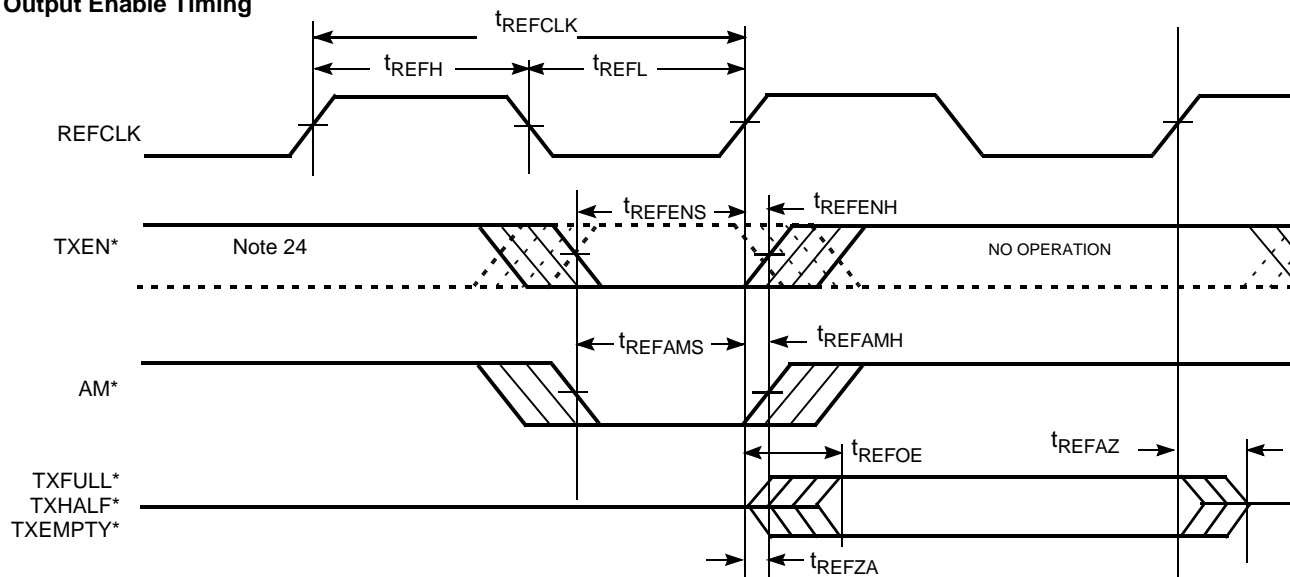 Output Enable Timing
tREFCLK
tREFH
tREFL
REFCLK
tREFENS
tREFENH
TXEN*
Note 24
NO OPERATION
tREFAMS
tREFAMH
AM*
tREFOE
tREFAZ
TXFULL*
TXHALF*
TXEMPTY*
tREFZA